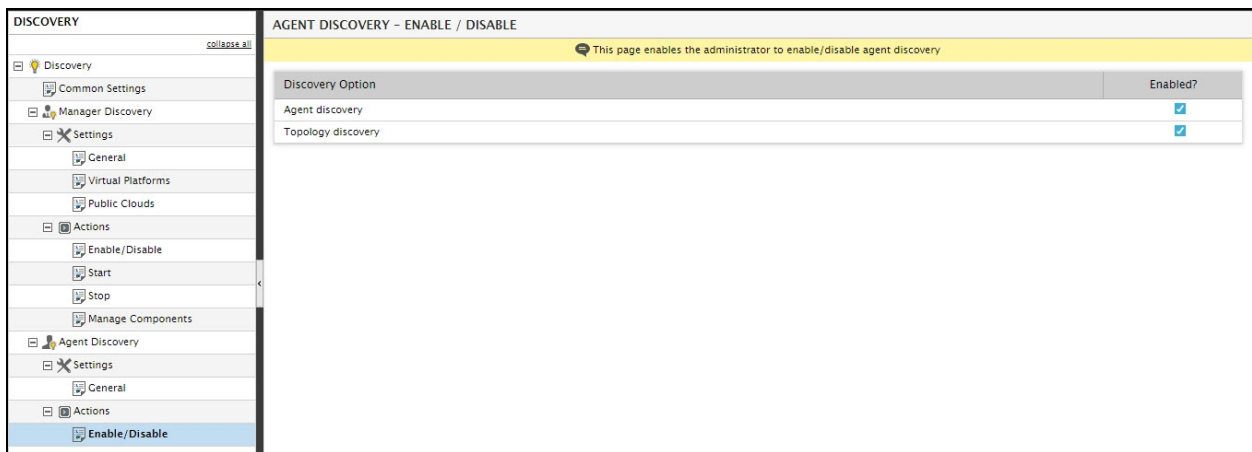 DISCOVERY
collapse all
Discovery
Common Settings
Manager Discovery
Settings
General
Virtual Platforms
Public Clouds
Actions
Enable/Disable
Start
Stop
Manage Components
Agent Discovery
Settings
General
Actions
Enable/Disable
AGENT DISCOVERY - ENABLE / DISABLE
This page enables the administrator to enable/disable agent discovery
Discovery Option Enabled?
Agent discovery
Topology discovery